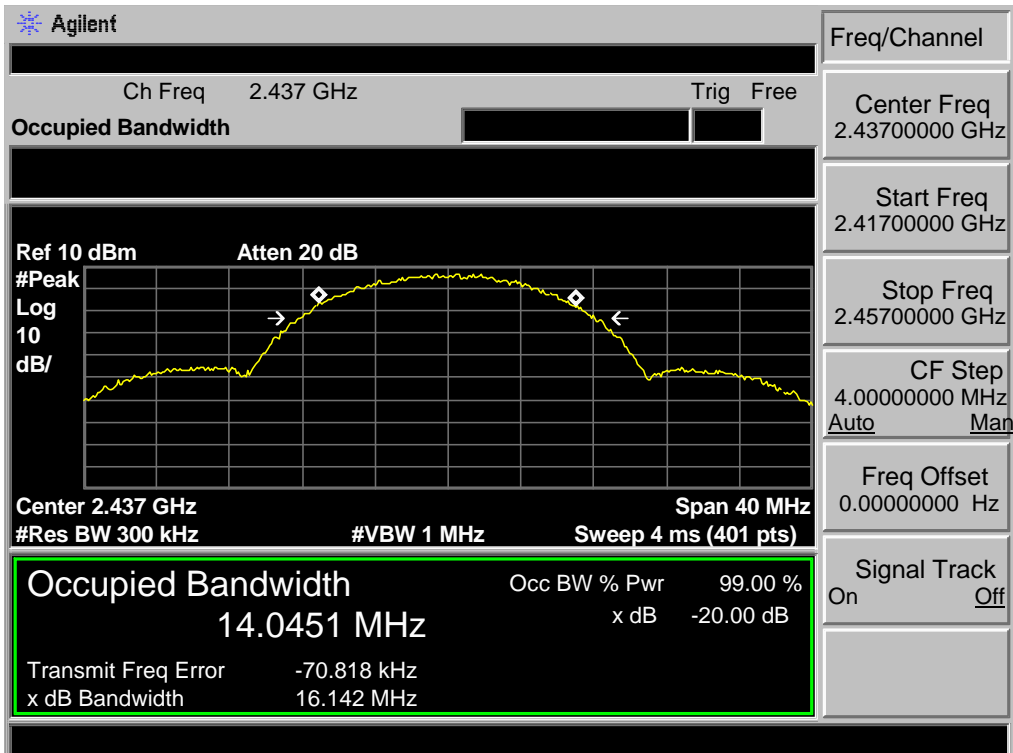 Agilent
Freq/Channel
Ch Freq 2.437 GHz Trig Free
Occupied Bandwidth
Center Freq
2.43700000 GHz
Start Freq
2.41700000 GHz
Stop Freq
2.45700000 GHz
CF Step
4.00000000 MHz
Auto Man
Freq Offset
0.00000000 Hz
Signal Track
On Off
Ref 10 dBm Atten 20 dB
#Peak
Log
10
dB/
Center 2.437 GHz Span 40 MHz
#Res BW 300 kHz #VBW 1 MHz Sweep 4 ms (401 pts)
Occupied Bandwidth Occ BW % Pwr 99.00 %
14.0451 MHz x dB -20.00 dB
Transmit Freq Error -70.818 kHz
x dB Bandwidth 16.142 MHz